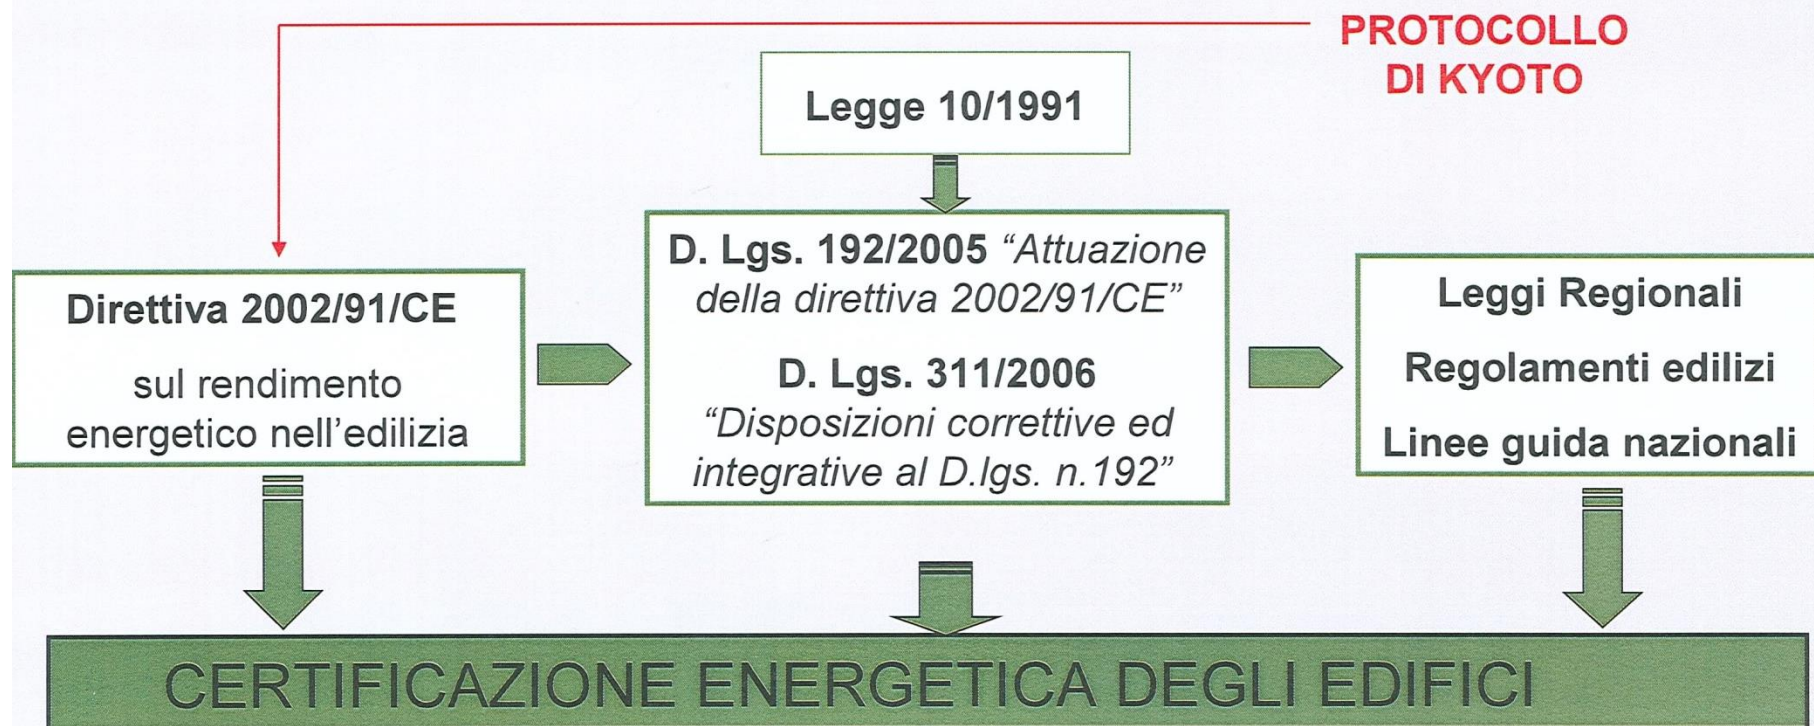 PROTOCOLLO
DI KYOTO
Legge 10/1991
Direttiva 2002/91/CE
sul rendimento
energetico nell’edilizia
D. Lgs. 192/2005 “Attuazione
della direttiva 2002/91/CE”
D. Lgs. 311/2006
“Disposizioni correttive ed
integrative al D.lgs. n.192”
Leggi Regionali
Regolamenti edilizi
Linee guida nazionali
CERTIFICAZIONE ENERGETICA DEGLI EDIFICI